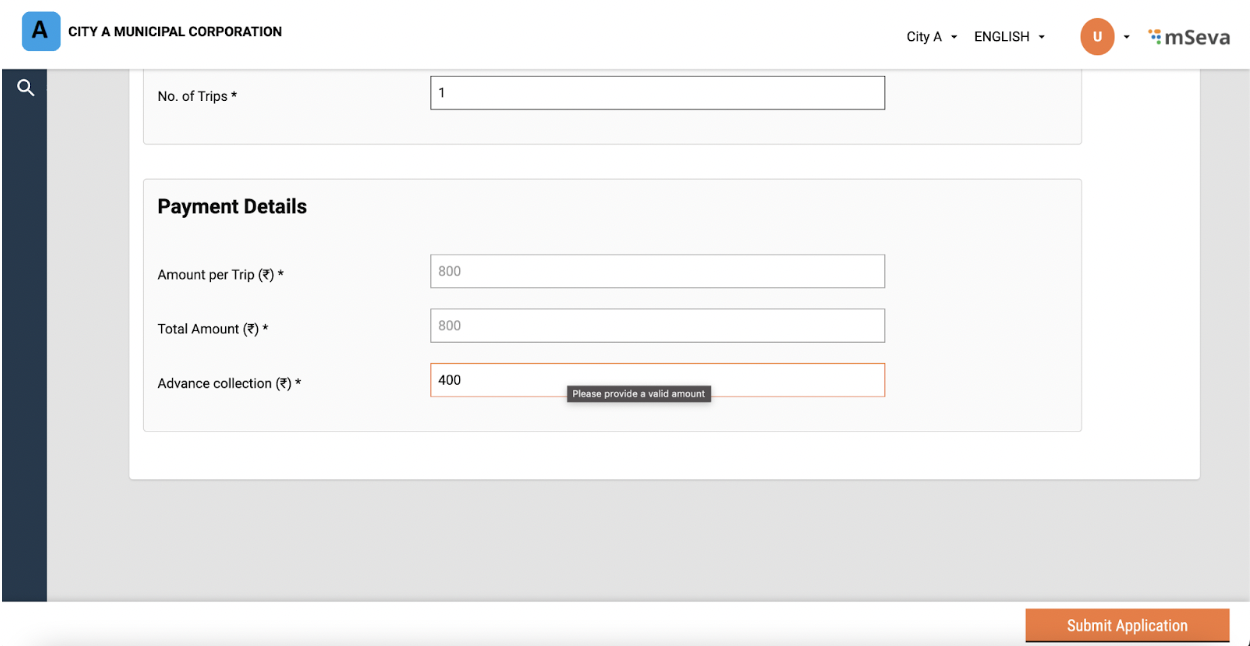 A CITY A MUNICIPAL CORPORATION
City A ENGLISH U mSeva
No. of Trips * 1
Payment Details
Amount per Trip (₹) * 800
Total Amount (₹) * 800
Advance collection (₹) * 400
Please provide a valid amount
Submit Application